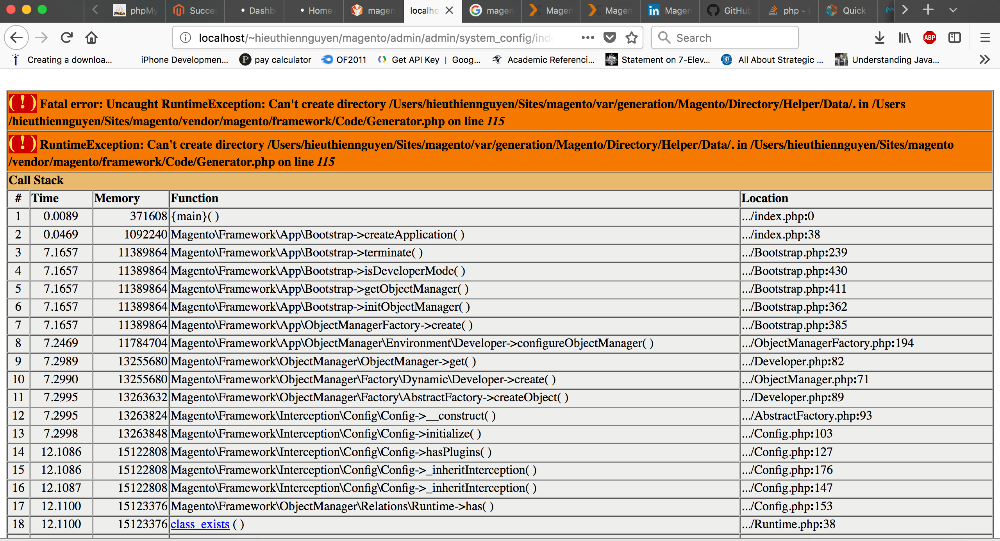 phpMy Succes Dashb Home magen localho magen Magen Magen Magen GitHub php - I Quick
localhost/~hieuthiennguyen/magento/admin/admin/system_config/inde Search ABP
Creating a downloa... iPhone Developmen... pay calculator OF2011 Get API Key | Goog... Academic Referenci... Statement on 7-Elev... All About Strategic ... Understanding Java...
( ! ) Fatal error: Uncaught RuntimeException: Can't create directory /Users/hieuthiennguyen/Sites/magento/var/generation/Magento/Directory/Helper/Data/. in /Users
/hieuthiennguyen/Sites/magento/vendor/magento/framework/Code/Generator.php on line 115
( ! ) RuntimeException: Can't create directory /Users/hieuthiennguyen/Sites/magento/var/generation/Magento/Directory/Helper/Data/. in /Users/hieuthiennguyen/Sites/magento
/vendor/magento/framework/Code/Generator.php on line 115
Call Stack
# Time Memory Function Location
1 0.0089 371608 {main}( ) .../index.php:0
2 0.0469 1092240 Magento\Framework\App\Bootstrap->createApplication( ) .../index.php:38
3 7.1657 11389864 Magento\Framework\App\Bootstrap->terminate( ) .../Bootstrap.php:239
4 7.1657 11389864 Magento\Framework\App\Bootstrap->isDeveloperMode( ) .../Bootstrap.php:430
5 7.1657 11389864 Magento\Framework\App\Bootstrap->getObjectManager( ) .../Bootstrap.php:411
6 7.1657 11389864 Magento\Framework\App\Bootstrap->initObjectManager( ) .../Bootstrap.php:362
7 7.1657 11389864 Magento\Framework\App\ObjectManagerFactory->create( ) .../Bootstrap.php:385
8 7.2469 11784704 Magento\Framework\App\ObjectManager\Environment\Developer->configureObjectManager( ) .../ObjectManagerFactory.php:194
9 7.2989 13255680 Magento\Framework\ObjectManager\ObjectManager->get( ) .../Developer.php:82
10 7.2990 13255680 Magento\Framework\ObjectManager\Factory\Dynamic\Developer->create( ) .../ObjectManager.php:71
11 7.2995 13263632 Magento\Framework\ObjectManager\Factory\AbstractFactory->createObject( ) .../Developer.php:89
12 7.2995 13263824 Magento\Framework\Interception\Config\Config->__construct( ) .../AbstractFactory.php:93
13 7.2998 13263848 Magento\Framework\Interception\Config\Config->initialize( ) .../Config.php:103
14 12.1086 15122808 Magento\Framework\Interception\Config\Config->hasPlugins( ) .../Config.php:127
15 12.1086 15122808 Magento\Framework\Interception\Config\Config->_inheritInterception( ) .../Config.php:176
16 12.1087 15122808 Magento\Framework\Interception\Config\Config->_inheritInterception( ) .../Config.php:147
17 12.1100 15123376 Magento\Framework\ObjectManager\Relations\Runtime->has( ) .../Config.php:153
18 12.1100 15123376 class_exists ( ) .../Runtime.php:38